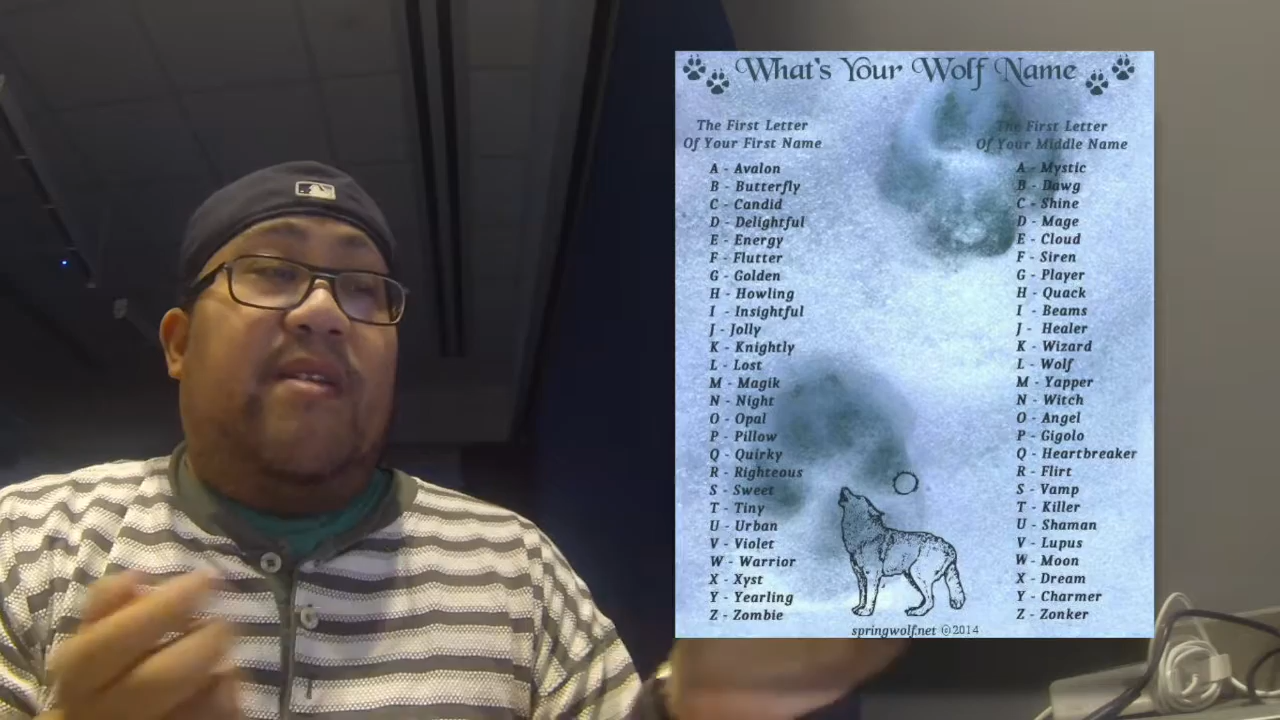 What's Your Wolf Name
The First Letter
Of Your First Name
A - Avalon
B - Butterfly
C - Candid
D - Delightful
E - Energy
F - Flutter
G - Golden
H - Howling
I - Insightful
J - Jolly
K - Knightly
L - Lost
M - Magik
N - Night
O - Opal
P - Pillow
Q - Quirky
R - Righteous
S - Sweet
T - Tiny
U - Urban
V - Violet
W - Warrior
X - Xyst
Y - Yearling
Z - Zombie
The First Letter
Of Your Middle Name
A - Mystic
B - Dawg
C - Shine
D - Mage
E - Cloud
F - Siren
G - Player
H - Quack
I - Beams
J - Healer
K - Wizard
L - Wolf
M - Yapper
N - Witch
O - Angel
P - Gigolo
Q - Heartbreaker
R - Flirt
S - Vamp
T - Killer
U - Shaman
V - Lupus
W - Moon
X - Dream
Y - Charmer
Z - Zonker
springwolf.net ©2014